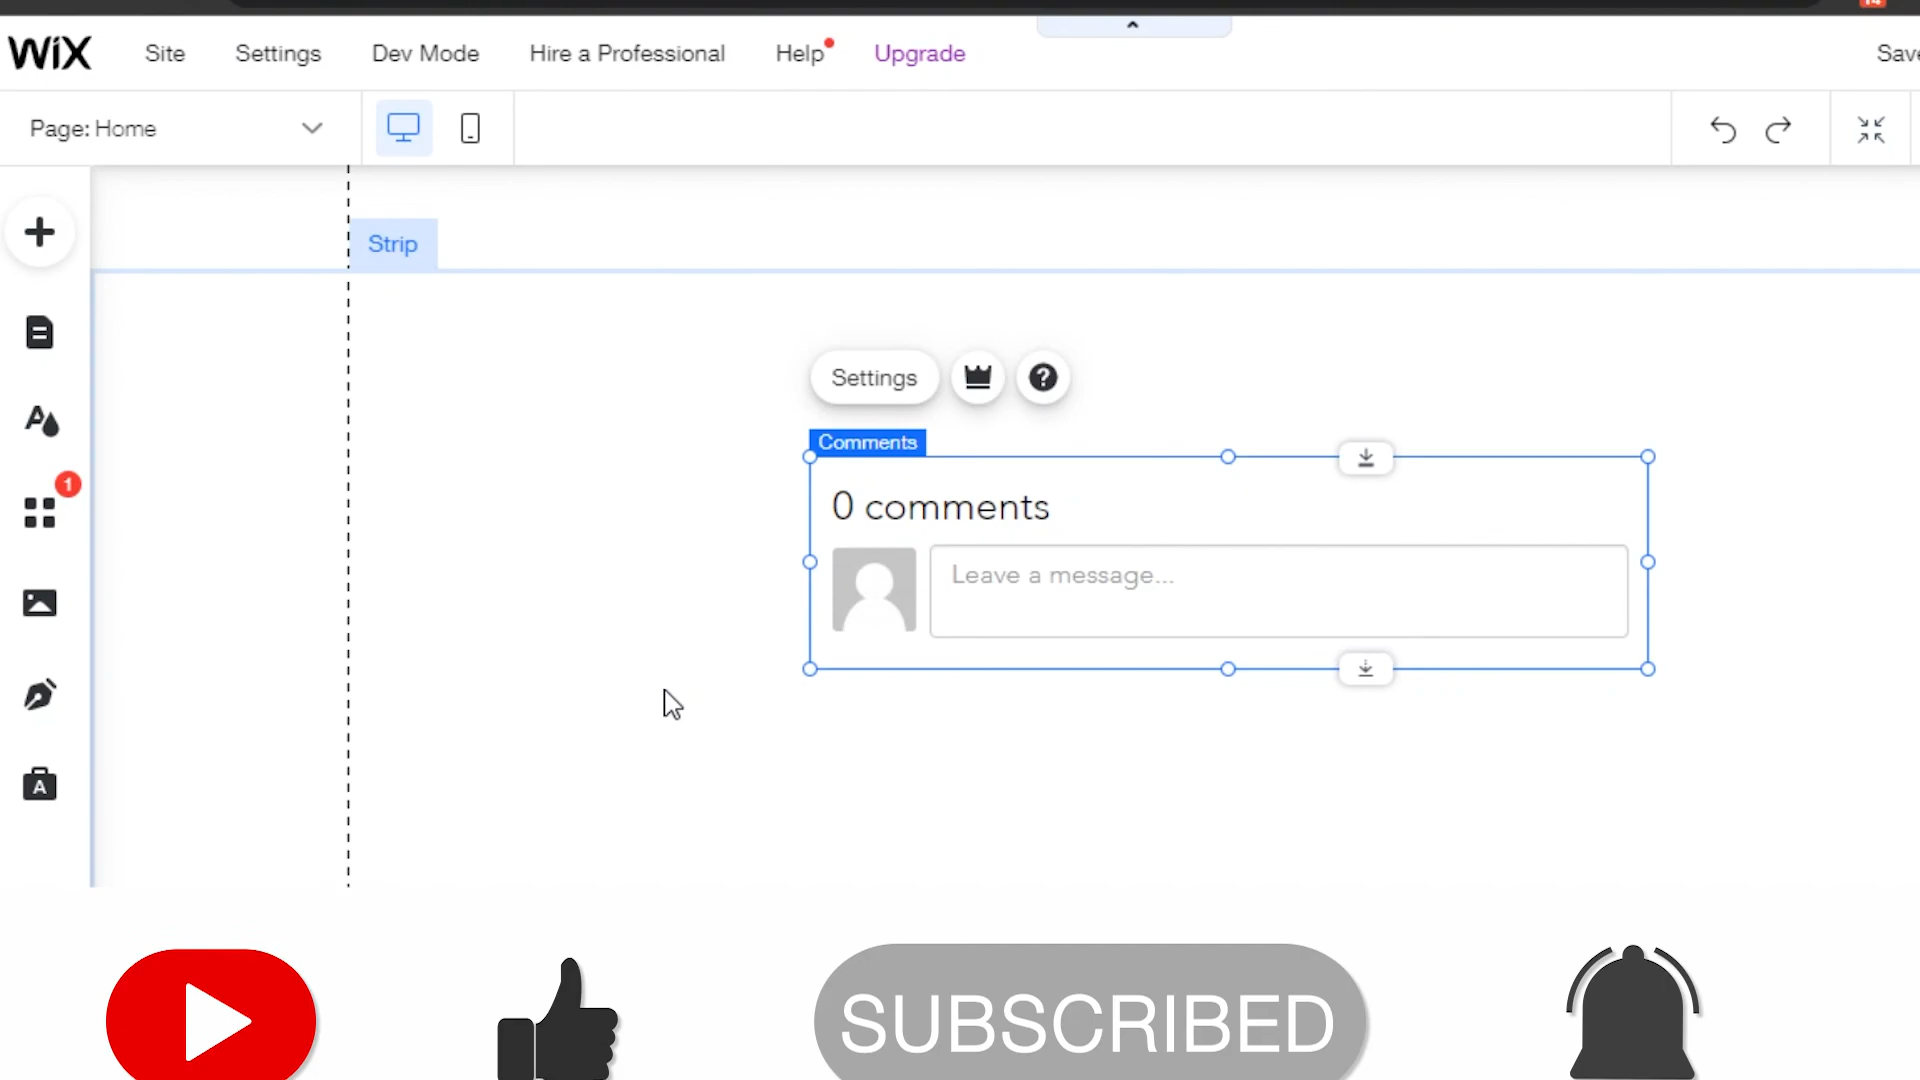 WiX Site Settings Dev Mode Hire a Professional Help Upgrade
Page: Home
Strip
1
Settings ?
Comments
0 comments
Leave a message...
A
SUBSCRIBED